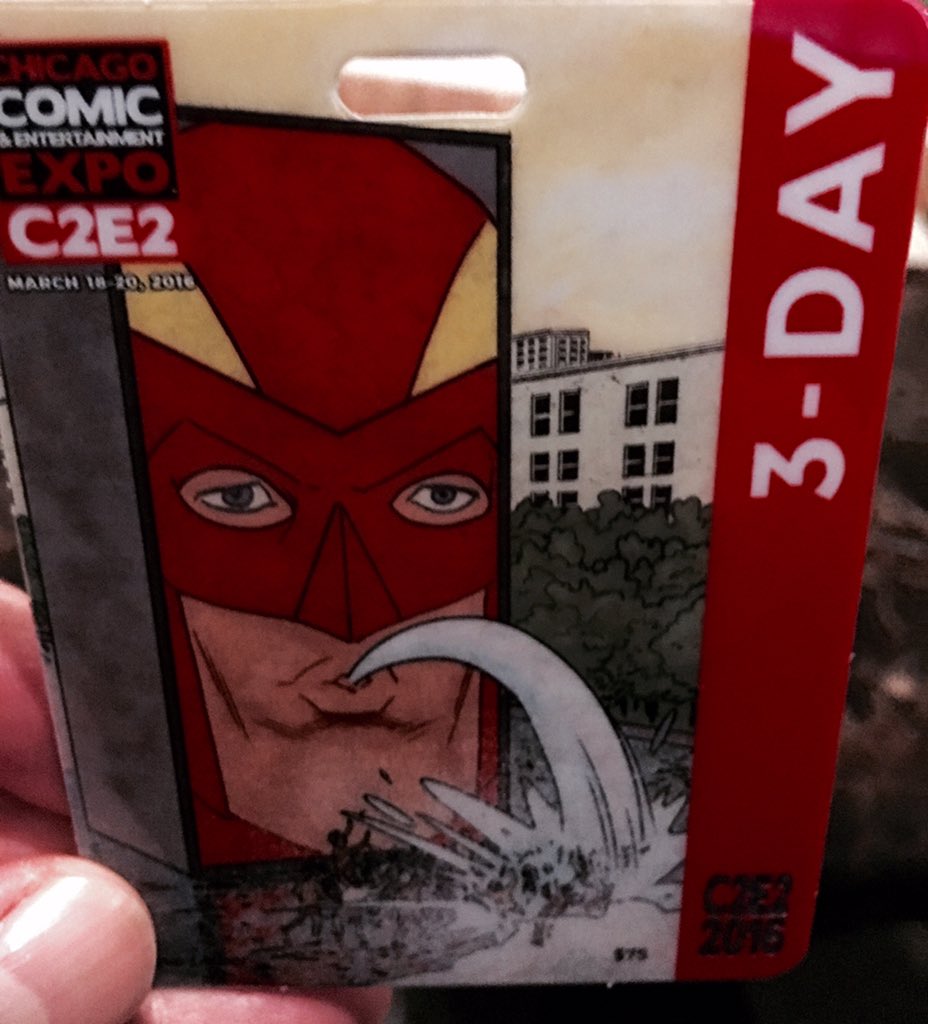 CHICAGO
COMIC
& ENTERTAINMENT
EXPO
C2E2
MARCH 18-20, 2016
3-DAY
$75
C2E2
2016